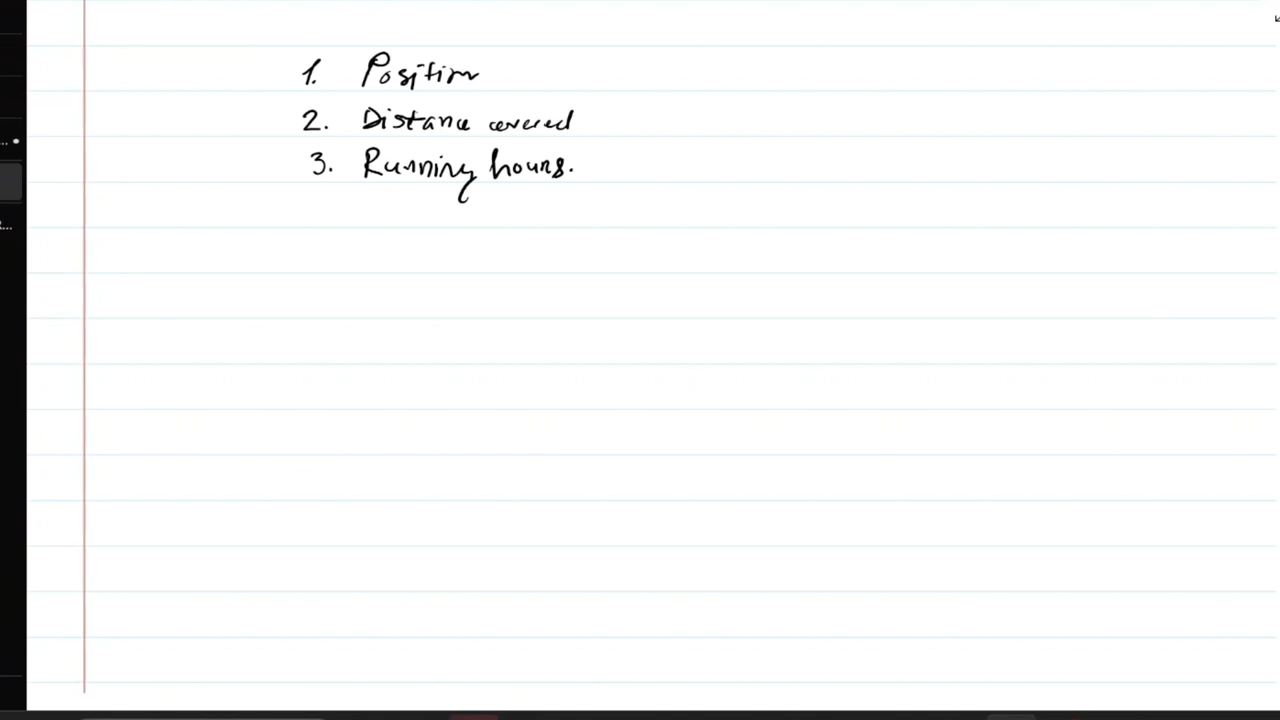 1. Position
2. Distance covered
3. Running hours.